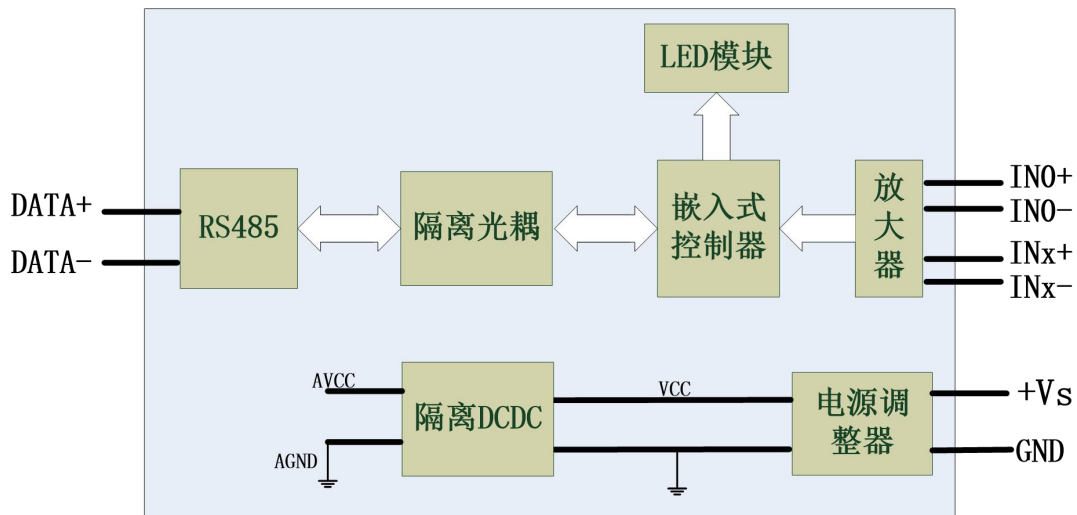 LED模块
DATA+
DATA-
RS485
隔离光耦
嵌入式
控制器
放
大
器
IN0+
IN0-
INx+
INx-
AVCC
AGND
隔离DCDC
VCC
电源调
整器
+Vs
GND